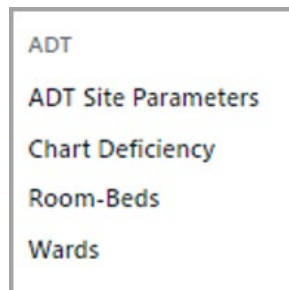 ADT
ADT Site Parameters
Chart Deficiency
Room-Beds
Wards